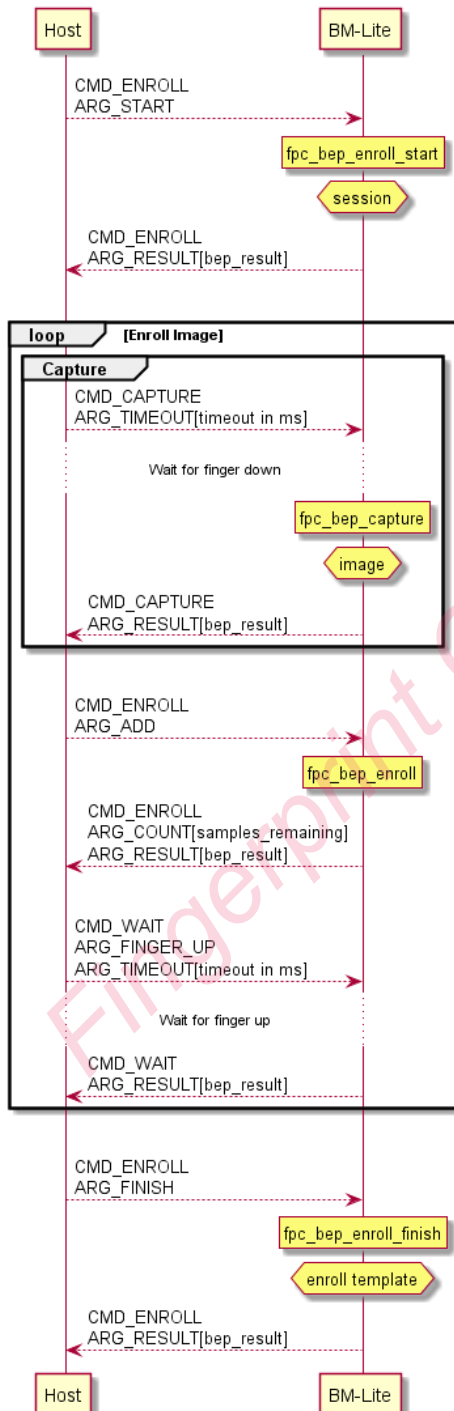 Host
BM-Lite
CMD_ENROLL
ARG_START
fpc_bep_enroll_start
session
CMD_ENROLL
ARG_RESULT[bep_result]
loop
[Enroll Image]
Capture
CMD_CAPTURE
ARG_TIMEOUT[timeout in ms]
Wait for finger down
fpc_bep_capture
image
CMD_CAPTURE
ARG_RESULT[bep_result]
CMD_ENROLL
ARG_ADD
fpc_bep_enroll
CMD_ENROLL
ARG_COUNT[samples_remaining]
ARG_RESULT[bep_result]
CMD_WAIT
ARG_FINGER_UP
ARG_TIMEOUT[timeout in ms]
Wait for finger up
CMD_WAIT
ARG_RESULT[bep_result]
CMD_ENROLL
ARG_FINISH
fpc_bep_enroll_finish
enroll template
CMD_ENROLL
ARG_RESULT[bep_result]
Host
BM-Lite
Fingerprint